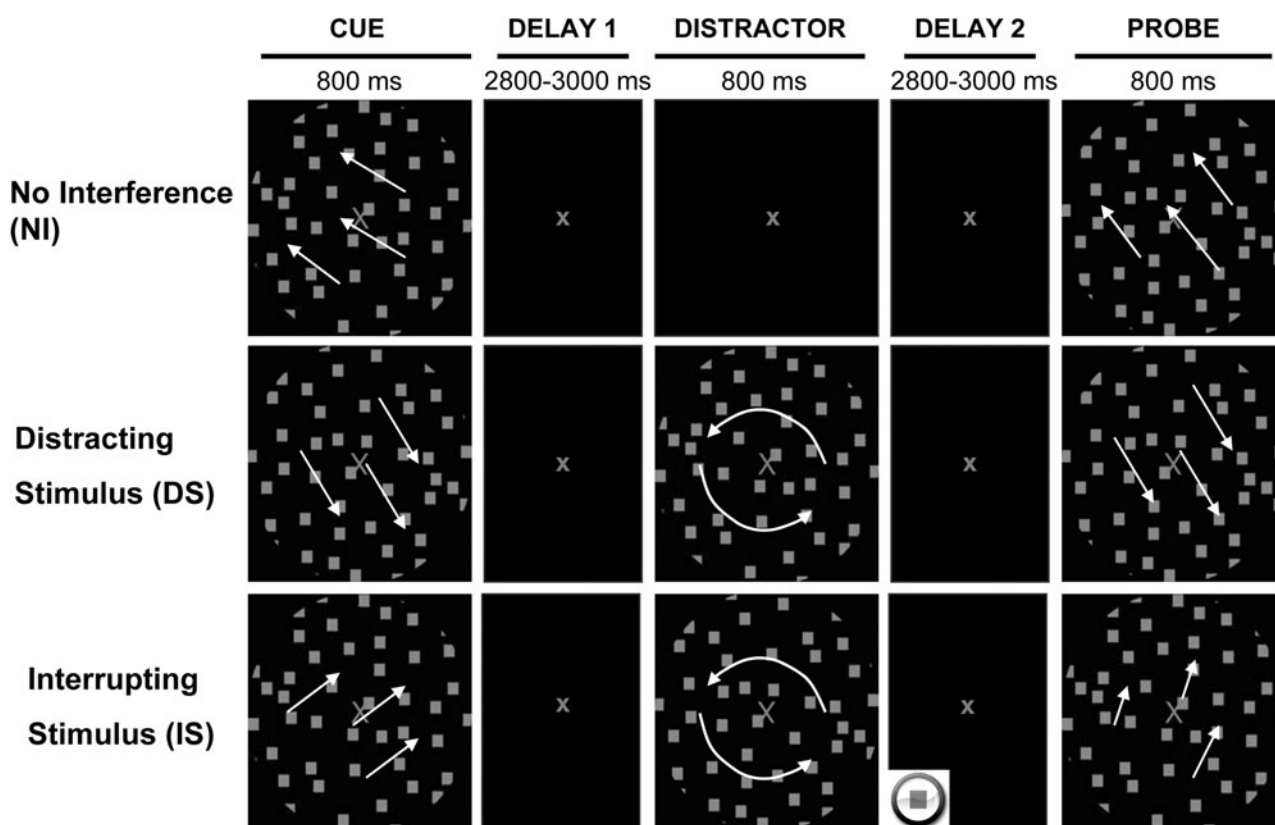 CUE DELAY 1 DISTRACTOR DELAY 2 PROBE
800 ms 2800-3000 ms 800 ms 2800-3000 ms 800 ms
No Interference
(NI)
X x x x X
Distracting
Stimulus (DS)
X x X x X
Interrupting
Stimulus (IS)
X x X x X